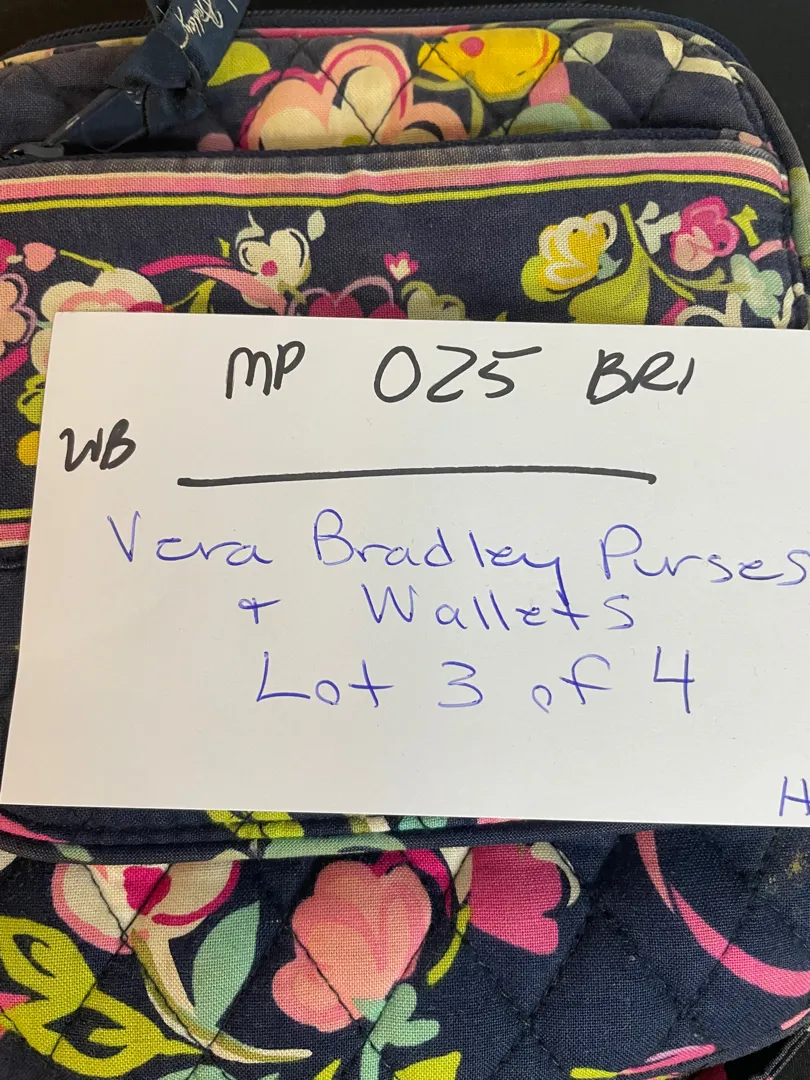 MP 025 BRI
WB
Vera Bradley Purses
+ Wallets
Lot 3 of 4
H